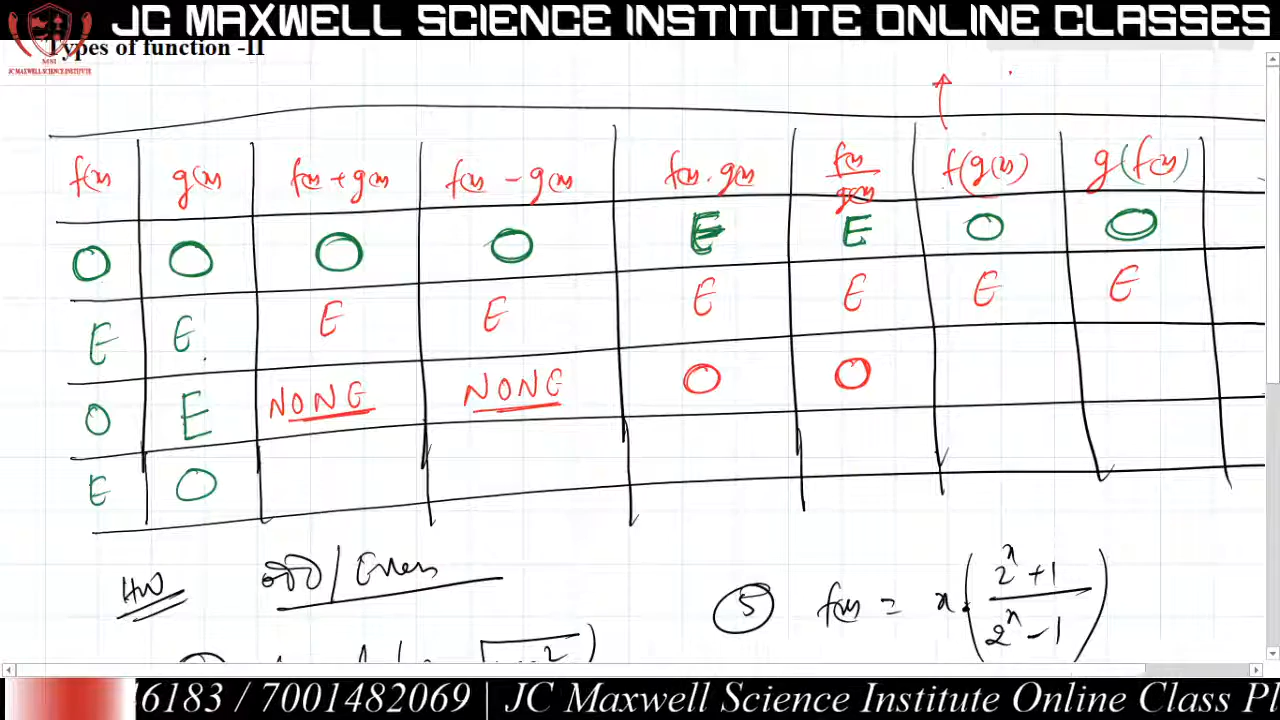 JC MAXWELL SCIENCE INSTITUTE ONLINE CLASSES
Types of function -II
MSI
JC MAXWELL SCIENCE INSTITUTE
f(x) g(x) f(x) + g(x) f(x) - g(x) f(x) . g(x) f(x)/g(x) f(g(x)) g(f(x))
O O O O E E O O
E E E E E E E E
O E NONE NONE O O
E O
HW ODD / Even
5 f(x) = x . ( 2^x + 1 / 2^x - 1 )
6183 / 7001482069 | JC Maxwell Science Institute Online Class Pl